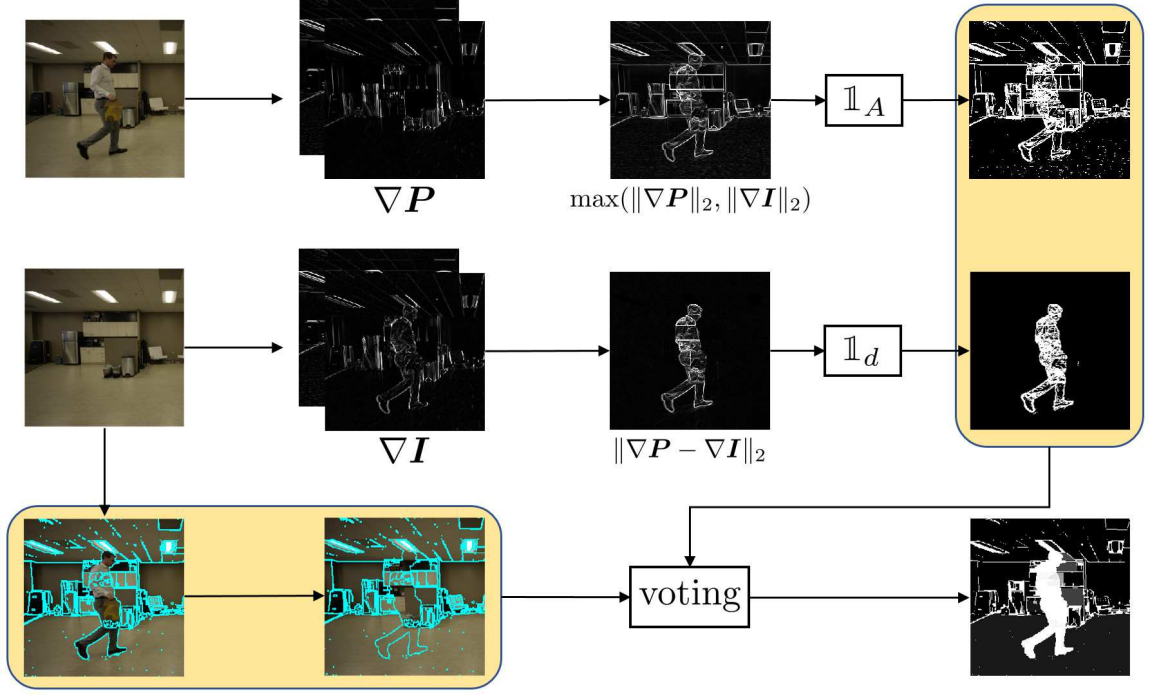 ∇P
max(‖∇P‖₂, ‖∇I‖₂)
𝟙_A
∇I
‖∇P − ∇I‖₂
𝟙_d
voting